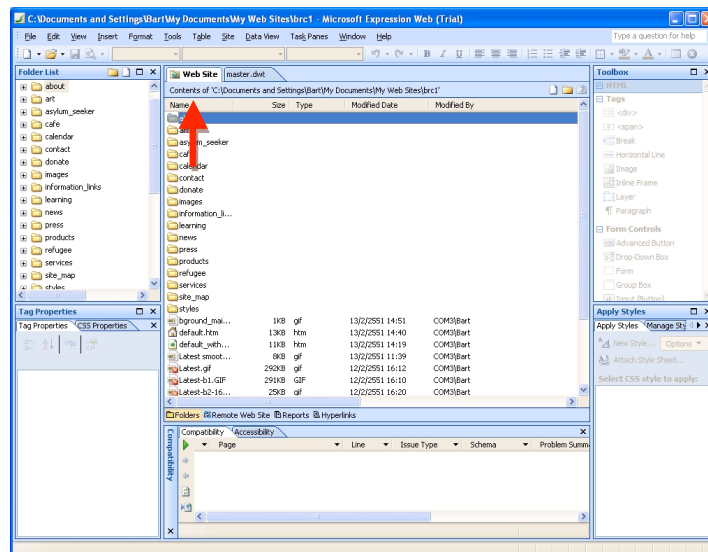 C:\Documents and Settings\Bart\My Documents\My Web Sites\brc1 - Microsoft Expression Web (Trial)
File Edit View Insert Format Tools Table Site Data View Task Panes Window Help
Type a question for help
Folder List
about
art
asylum_seeker
cafe
calendar
contact
donate
images
information_links
learning
news
press
products
refugee
services
site_map
styles
Web Site master.dwt
Contents of 'C:\Documents and Settings\Bart\My Documents\My Web Sites\brc1'
Name Size Type Modified Date Modified By
art
asylum_seeker
cafe
calendar
contact
donate
images
information_li...
learning
news
press
products
refugee
services
site_map
styles
bground_mai... 1KB gif 13/2/2551 14:51 COM3\Bart
default.htm 13KB htm 13/2/2551 14:40 COM3\Bart
default_with... 11KB htm 13/2/2551 14:19 COM3\Bart
Latest smoot... 8KB gif 13/2/2551 11:39 COM3\Bart
Latest.gif 292KB gif 12/2/2551 16:12 COM3\Bart
Latest-b1.GIF 291KB GIF 12/2/2551 16:10 COM3\Bart
Latest-b2-16... 25KB gif 12/2/2551 16:20 COM3\Bart
Folders Remote Web Site Reports Hyperlinks
Toolbox
HTML
Tags
<div>
<span>
Break
Horizontal Line
Image
Inline Frame
Layer
Paragraph
Form Controls
Advanced Button
Drop-Down Box
Form
Group Box
Input (Button)
Tag Properties
Tag Properties CSS Properties
Compatibility
Compatibility Accessibility
Page Line Issue Type Schema Problem Summ
Apply Styles
Apply Styles Manage Sty
New Style... Options
Attach Style Sheet...
Select CSS style to apply: